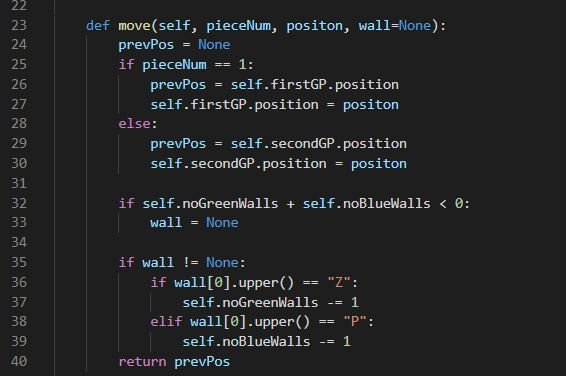 22
23 def move(self, pieceNum, positon, wall=None):
24 prevPos = None
25 if pieceNum == 1:
26 prevPos = self.firstGP.position
27 self.firstGP.position = positon
28 else:
29 prevPos = self.secondGP.position
30 self.secondGP.position = positon
31
32 if self.noGreenWalls + self.noBlueWalls < 0:
33 wall = None
34
35 if wall != None:
36 if wall[0].upper() == "Z":
37 self.noGreenWalls -= 1
38 elif wall[0].upper() == "P":
39 self.noBlueWalls -= 1
40 return prevPos